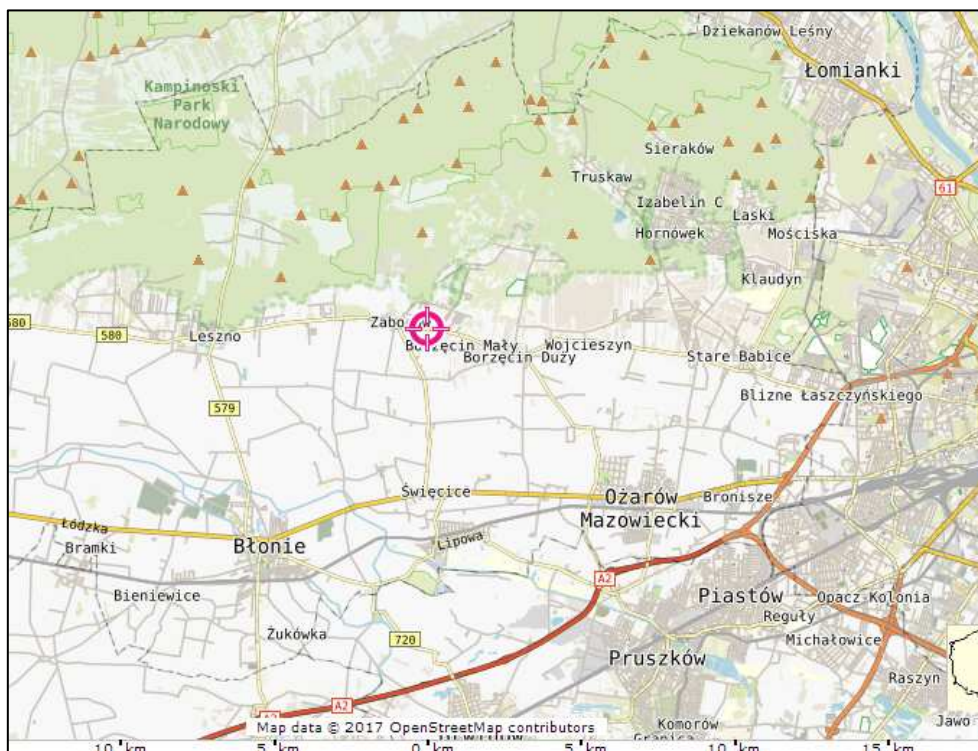 Dziekanów Leśny
Łomianki
Kampinoski
Park
Narodowy
Sieraków
Truskaw
61
Izabelin C
Laski
Hornówek
Mościska
Klaudyn
580
580
Leszno
Borzęcin Mały
Wojcieszyn
Borzęcin Duży
Stare Babice
Blizne Łaszczyńskiego
579
Święcice
Ożarów
Mazowiecki
Bronisze
Łódzka
Bramki
Błonie
Lipowa
A2
Bieniewice
Piastów
Opacz-Kolonia
Reguły
Żukówka
720
Michałowice
Pruszków
Raszyn
A2
Komorów
Jawo
Map data © 2017 OpenStreetMap contributors
10 km
5 km
0 km
5 km
10 km
15 km